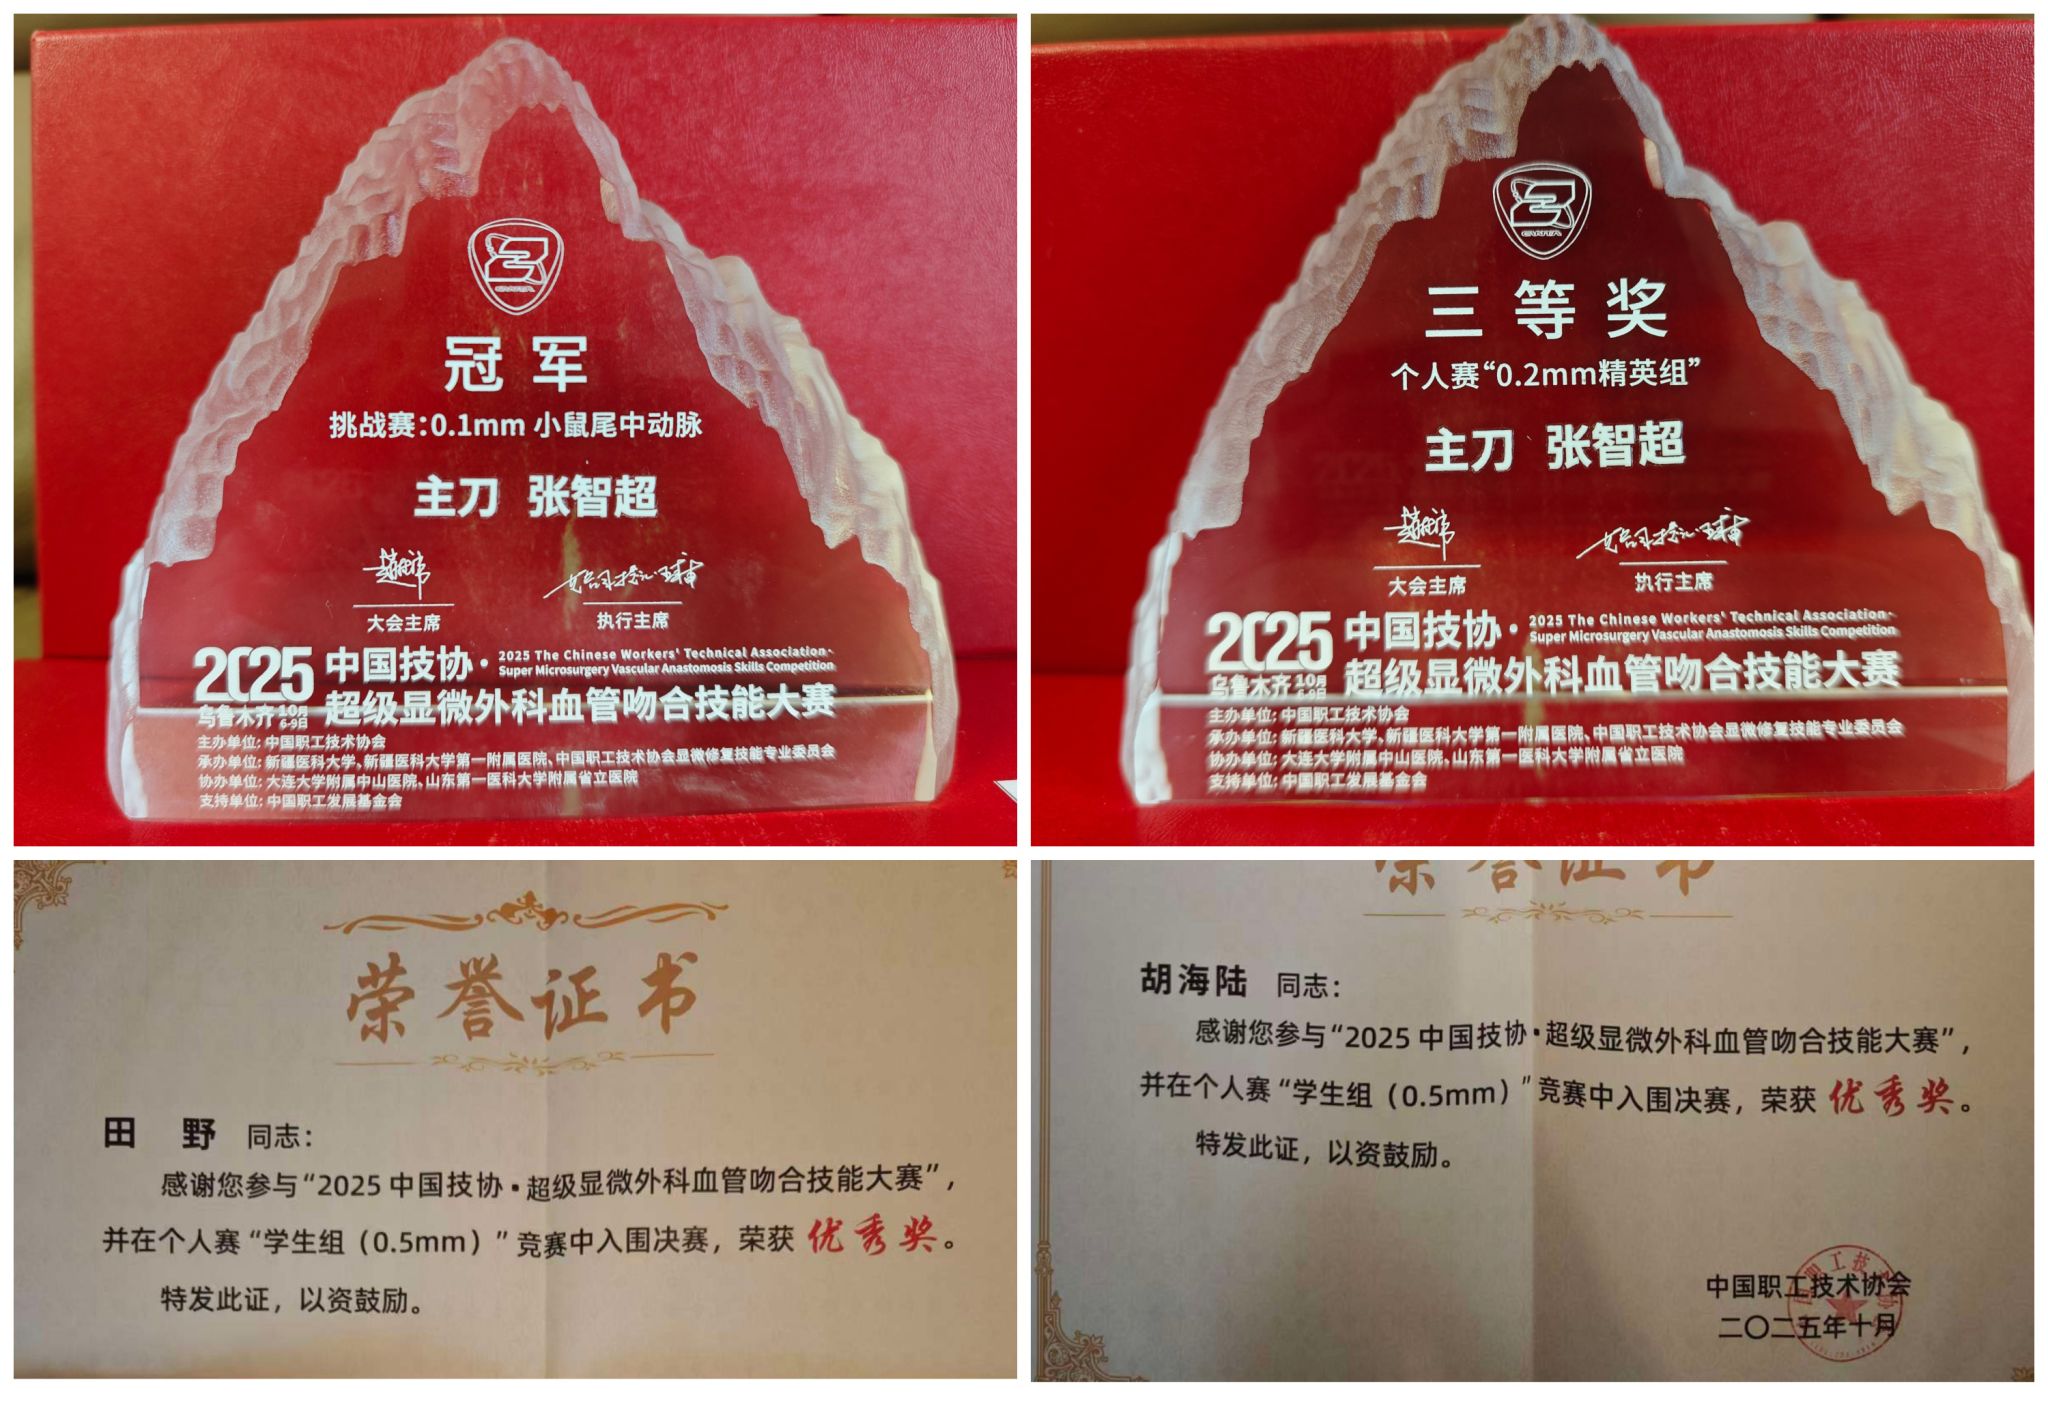 冠军
挑战赛:0.1mm 小鼠尾中动脉
主刀 张智超
大会主席 执行主席
2025 中国技协· 2025 The Chinese Workers' Technical Association·
Super Microsurgery Vascular Anastomosis Skills Competition
乌鲁木齐 10月 6-9日 超级显微外科血管吻合技能大赛
主办单位: 中国职工技术协会
承办单位: 新疆医科大学、新疆医科大学第一附属医院、中国职工技术协会显微修复技能专业委员会
协办单位: 大连大学附属中山医院、山东第一医科大学附属省立医院
支持单位: 中国职工发展基金会
三等奖
个人赛“0.2mm精英组”
主刀 张智超
大会主席 执行主席
2025 中国技协· 2025 The Chinese Workers' Technical Association·
Super Microsurgery Vascular Anastomosis Skills Competition
乌鲁木齐 10月 6-9日 超级显微外科血管吻合技能大赛
主办单位: 中国职工技术协会
承办单位: 新疆医科大学、新疆医科大学第一附属医院、中国职工技术协会显微修复技能专业委员会
协办单位: 大连大学附属中山医院、山东第一医科大学附属省立医院
支持单位: 中国职工发展基金会
荣誉证书
田 野 同志:
感谢您参与“2025 中国技协·超级显微外科血管吻合技能大赛”,
并在个人赛“学生组(0.5mm)”竞赛中入围决赛,荣获 优秀奖。
特发此证,以资鼓励。
荣誉证书
胡海陆 同志:
感谢您参与“2025 中国技协·超级显微外科血管吻合技能大赛”,
并在个人赛“学生组(0.5mm)”竞赛中入围决赛,荣获 优秀奖。
特发此证,以资鼓励。
中国职工技术协会
二〇二五年十月